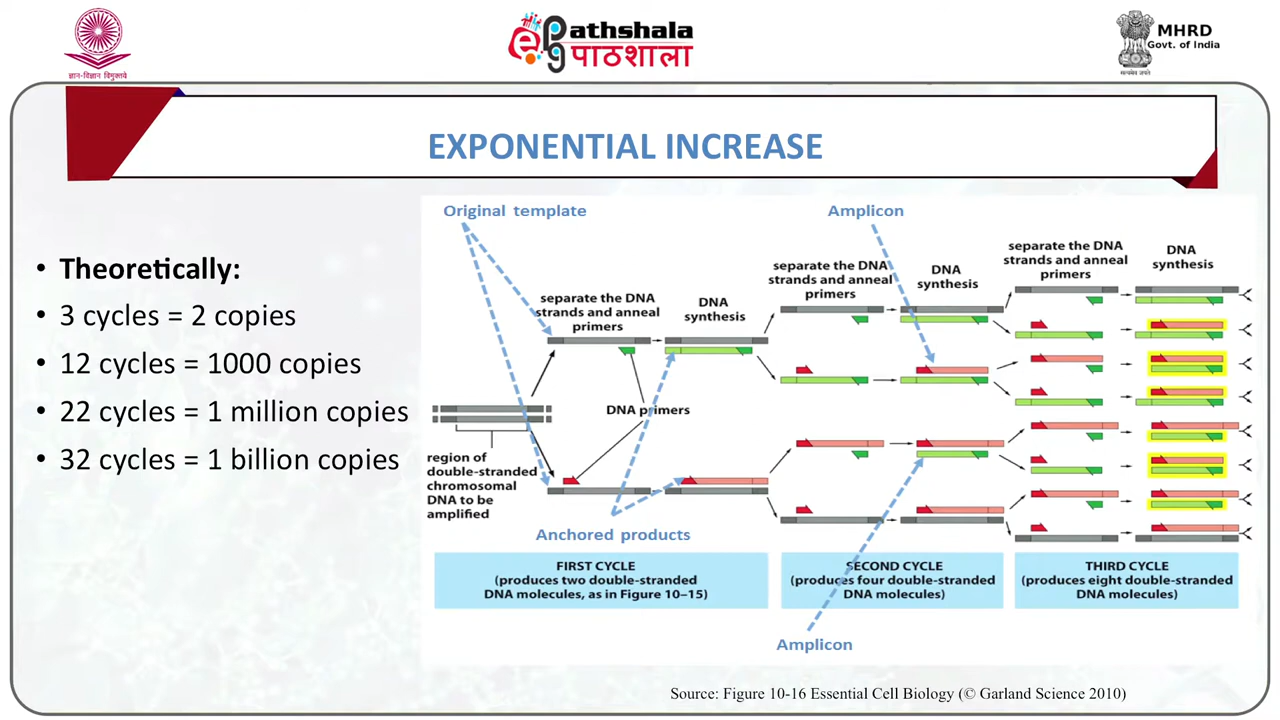 ज्ञान-विज्ञान विमुक्तये
ePathshala
पाठशाला
सत्यमेव जयते
MHRD
Govt. of India
EXPONENTIAL INCREASE
• Theoretically:
• 3 cycles = 2 copies
• 12 cycles = 1000 copies
• 22 cycles = 1 million copies
• 32 cycles = 1 billion copies
Original template
Amplicon
separate the DNA
strands and anneal
primers
DNA
synthesis
separate the DNA
strands and anneal
primers
DNA
synthesis
separate the DNA
strands and anneal
primers
DNA
synthesis
DNA primers
region of
double-stranded
chromosomal
DNA to be
amplified
Anchored products
FIRST CYCLE
(produces two double-stranded
DNA molecules, as in Figure 10–15)
SECOND CYCLE
(produces four double-stranded
DNA molecules)
THIRD CYCLE
(produces eight double-stranded
DNA molecules)
Amplicon
Source: Figure 10-16 Essential Cell Biology (© Garland Science 2010)